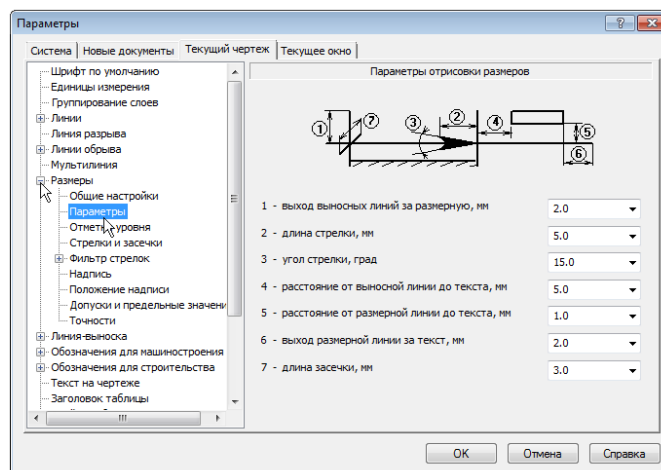 Параметры
Система Новые документы Текущий чертеж Текущее окно
Шрифт по умолчанию
Единицы измерения
Группирование слоев
Линии
Линия разрыва
Линии обрыва
Мультилиния
Размеры
Общие настройки
Параметры
Стрелки и засечки
Фильтр стрелок
Надпись
Положение надписи
Допуски и предельные значени
Точности
Линия-выноска
Обозначения для машиностроения
Обозначения для строительства
Текст на чертеже
Заголовок таблицы
Параметры отрисовки размеров
1 7 3 2 4 5 6
1 - выход выносных линий за размерную, мм 2.0
2 - длина стрелки, мм 5.0
3 - угол стрелки, град 15.0
4 - расстояние от выносной линии до текста, мм 5.0
5 - расстояние от размерной линии до текста, мм 1.0
6 - выход размерной линии за текст, мм 2.0
7 - длина засечки, мм 3.0
OK Отмена Справка